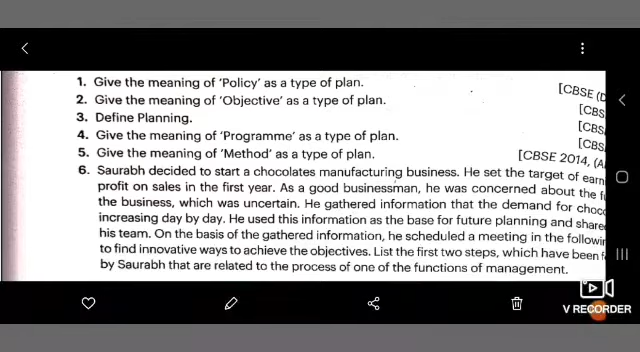 1. Give the meaning of 'Policy' as a type of plan. [CBSE (D
2. Give the meaning of 'Objective' as a type of plan. [CBS
3. Define Planning. [CBS
4. Give the meaning of 'Programme' as a type of plan. [CBS
5. Give the meaning of 'Method' as a type of plan. [CBSE 2014, (A
6. Saurabh decided to start a chocolates manufacturing business. He set the target of earn
profit on sales in the first year. As a good businessman, he was concerned about the f
the business, which was uncertain. He gathered information that the demand for choc
increasing day by day. He used this information as the base for future planning and share
his team. On the basis of the gathered information, he scheduled a meeting in the followi
to find innovative ways to achieve the objectives. List the first two steps, which have been f
by Saurabh that are related to the process of one of the functions of management.
V RECORDER